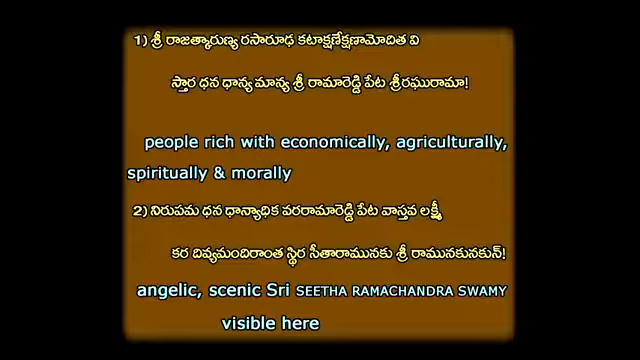 1) శ్రీ రాజత్కారుణ్య రసారూఢ కటాక్షణేక్షణామోదిత వి
స్తార ధన ధాన్య మాన్య శ్రీ రామారెడ్డి పేట శ్రీరఘురామా!
people rich with economically, agriculturally,
spiritually & morally
2) నిరుపమ ధన ధాన్యాధిక వరరామారెడ్డి పేట వాస్తవ లక్ష్మీ
కర దివ్యమందిరాంత స్థిర సీతారామునకు శ్రీ రామునకునకున్!
angelic, scenic Sri SEETHA RAMACHANDRA SWAMY
visible here